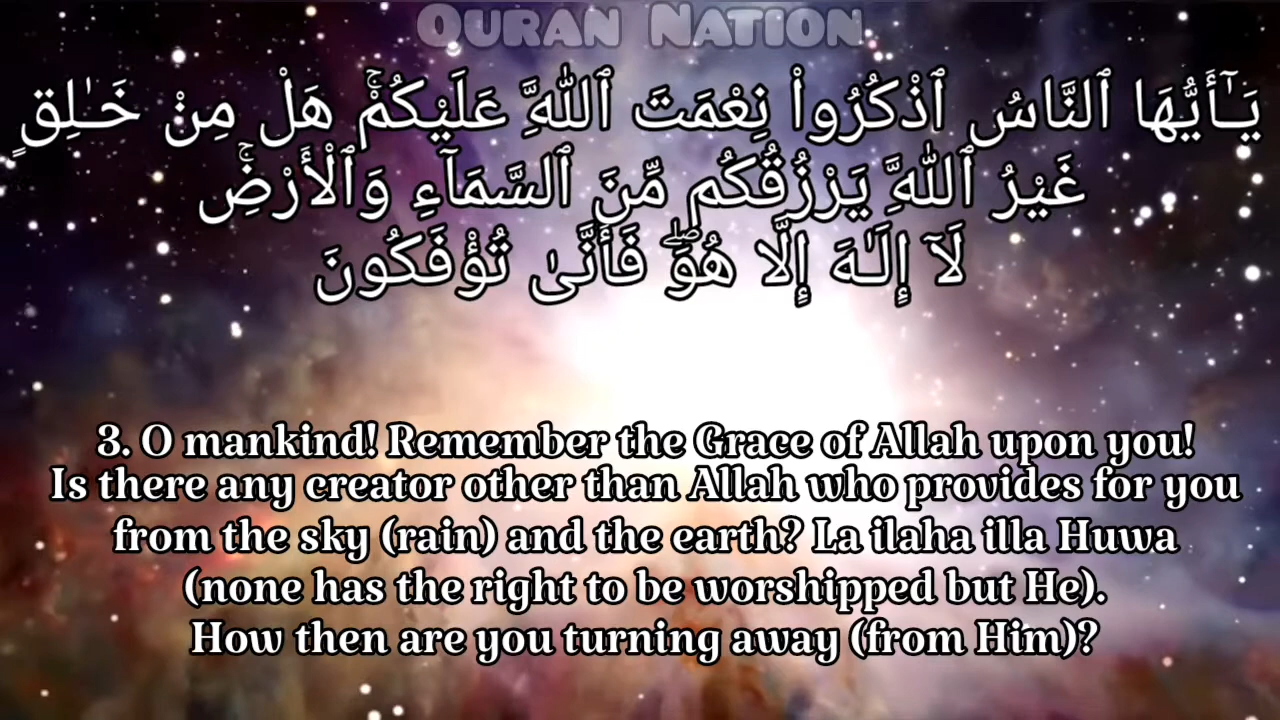 QURAN NATION
يَـٰٓأَيُّهَا ٱلنَّاسُ ٱذْكُرُوا۟ نِعْمَتَ ٱللَّهِ عَلَيْكُمْ ۚ هَلْ مِنْ خَـٰلِقٍ
غَيْرُ ٱللَّهِ يَرْزُقُكُم مِّنَ ٱلسَّمَآءِ وَٱلْأَرْضِ ۚ
لَآ إِلَـٰهَ إِلَّا هُوَ ۖ فَأَنَّىٰ تُؤْفَكُونَ
3. O mankind! Remember the Grace of Allah upon you!
Is there any creator other than Allah who provides for you
from the sky (rain) and the earth? La ilaha illa Huwa
(none has the right to be worshipped but He).
How then are you turning away (from Him)?